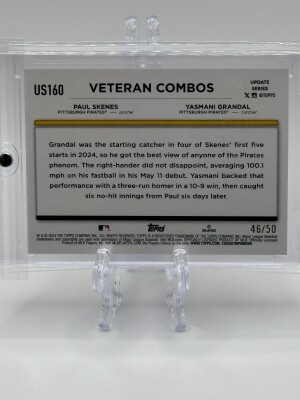 US160
VETERAN COMBOS
UPDATE
SERIES
@TOPPS
PAUL SKENES
PITTSBURGH PIRATES™ — pitcher
YASMANI GRANDAL
PITTSBURGH PIRATES™ — catcher
Grandal was the starting catcher in four of Skenes' first five
starts in 2024, so he got the best view of anyone of the Pirates
phenom. The right-hander did not disappoint, averaging 100.1
mph on his fastball in his May 11 debut. Yasmani backed that
performance with a three-run homer in a 10-9 win, then caught
six no-hit innings from Paul six days later.
topps
46/50